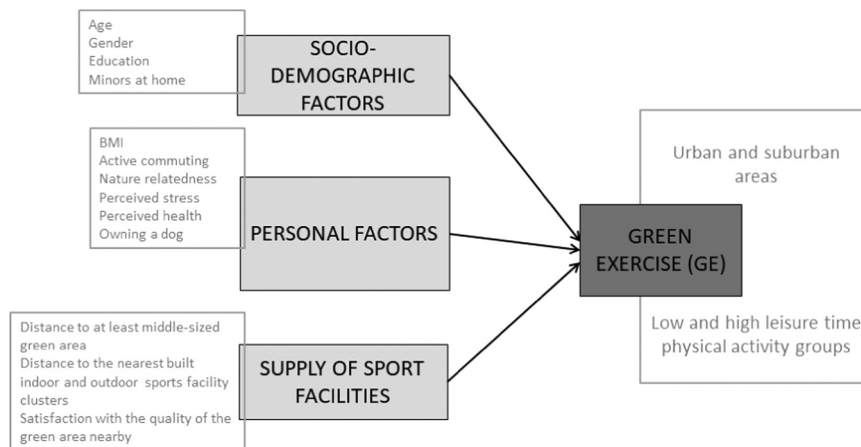 Age
Gender
Education
Minors at home
SOCIO-
DEMOGRAPHIC
FACTORS
BMI
Active commuting
Nature relatedness
Perceived stress
Perceived health
Owning a dog
PERSONAL FACTORS
Distance to at least middle-sized
green area
Distance to the nearest built
indoor and outdoor sports facility
clusters
Satisfaction with the quality of the
green area nearby
SUPPLY OF SPORT
FACILITIES
GREEN
EXERCISE (GE)
Urban and suburban
areas
Low and high leisure time
physical activity groups